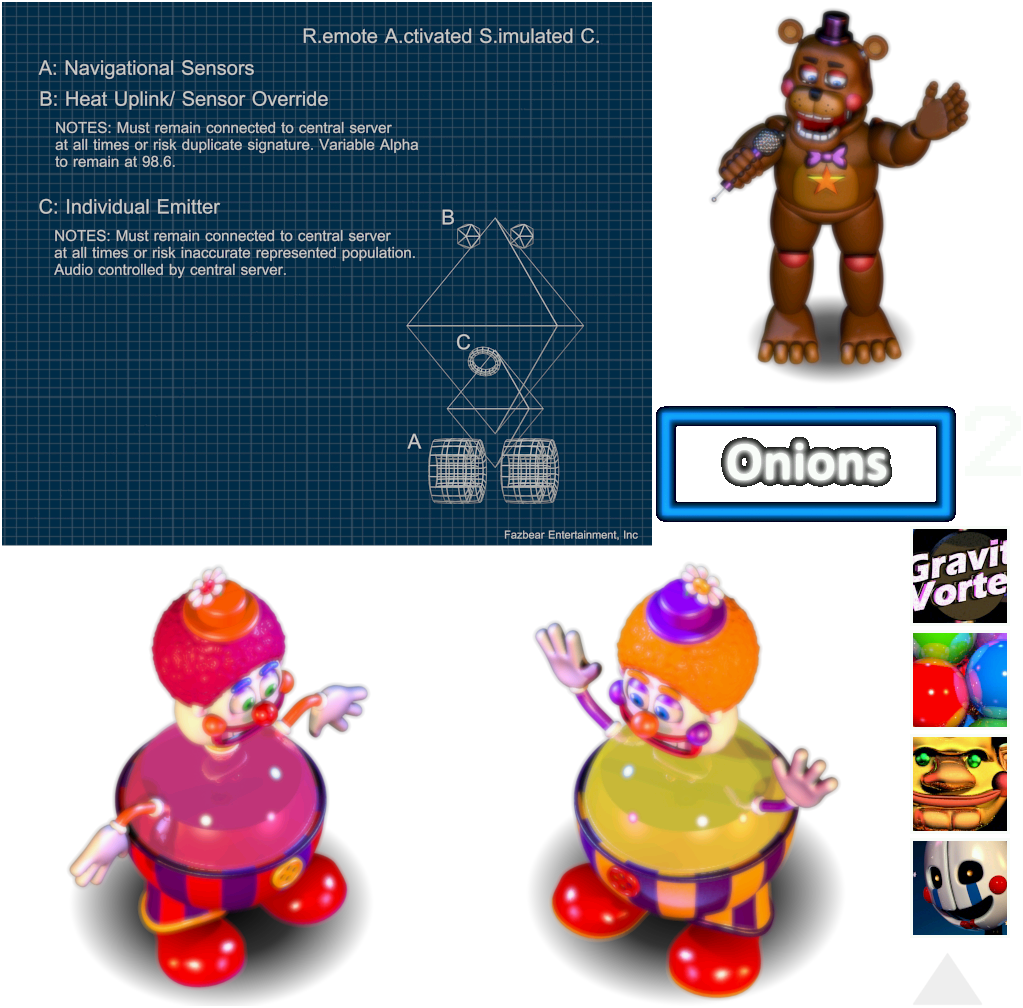 R.emote A.ctivated S.imulated C.
A: Navigational Sensors
B: Heat Uplink/ Sensor Override
NOTES: Must remain connected to central server
at all times or risk duplicate signature. Variable Alpha
to remain at 98.6.
C: Individual Emitter
NOTES: Must remain connected to central server
at all times or risk inaccurate represented population.
Audio controlled by central server.
B
C
A
Fazbear Entertainment, Inc
Onions
2
Gravit
Vorte